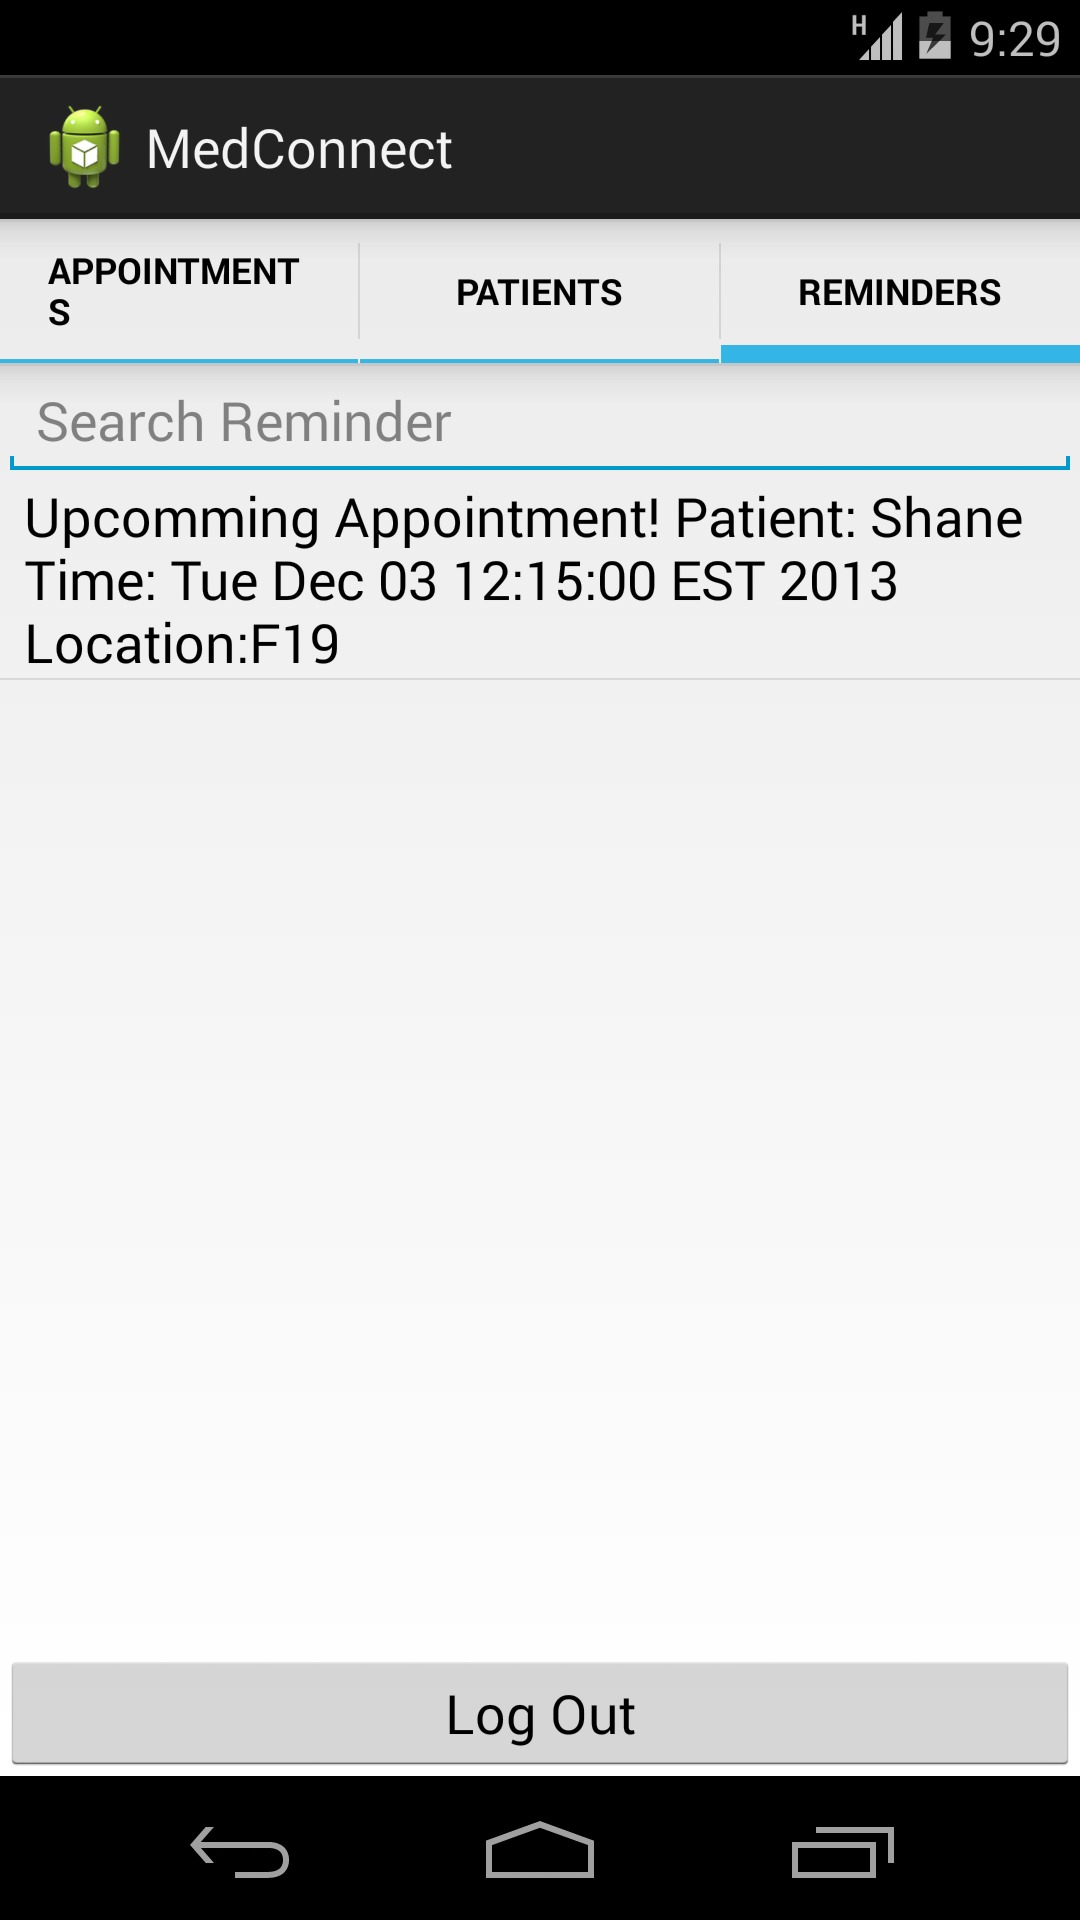 H 9:29
MedConnect
APPOINTMENT
S
PATIENTS
REMINDERS
Search Reminder
Upcomming Appointment! Patient: Shane
Time: Tue Dec 03 12:15:00 EST 2013
Location:F19
Log Out